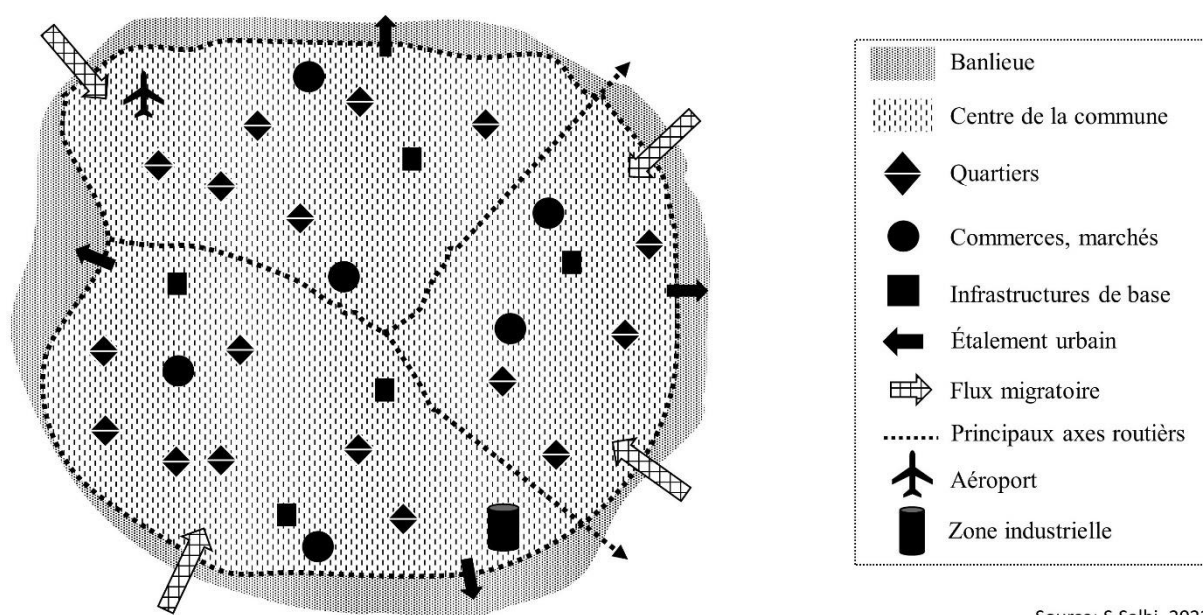 Banlieue
Centre de la commune
Quartiers
Commerces, marchés
Infrastructures de base
Étalement urbain
Flux migratoire
Principaux axes routièrs
Aéroport
Zone industrielle